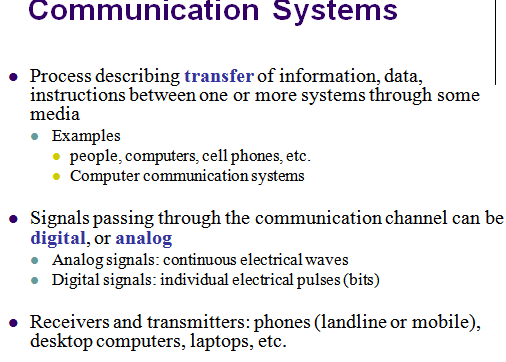 Communication Systems
Process describing transfer of information, data,
instructions between one or more systems through some
media
Examples
people, computers, cell phones, etc.
Computer communication systems
Signals passing through the communication channel can be
digital, or analog
Analog signals: continuous electrical waves
Digital signals: individual electrical pulses (bits)
Receivers and transmitters: phones (landline or mobile),
desktop computers, laptops, etc.